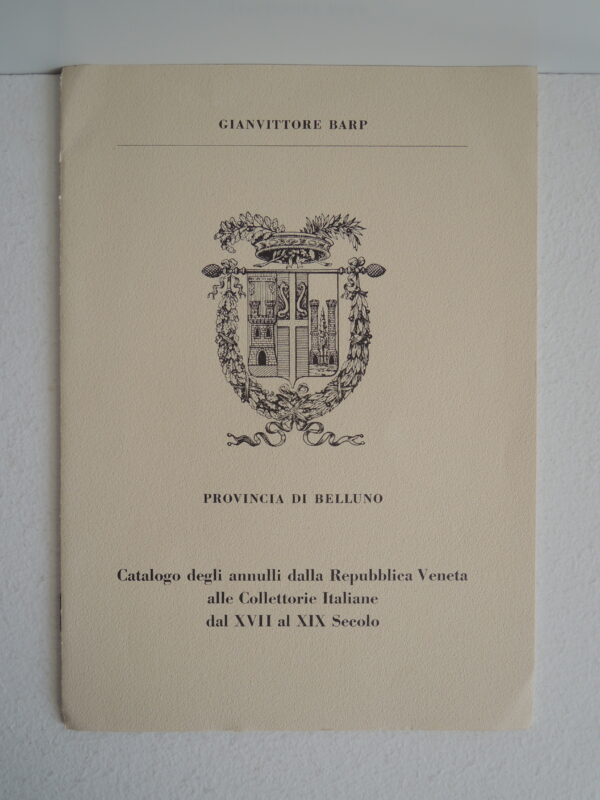 GIANVITTORE BARP
PROVINCIA DI BELLUNO
Catalogo degli annulli dalla Repubblica Veneta
alle Collettorie Italiane
dal XVII al XIX Secolo